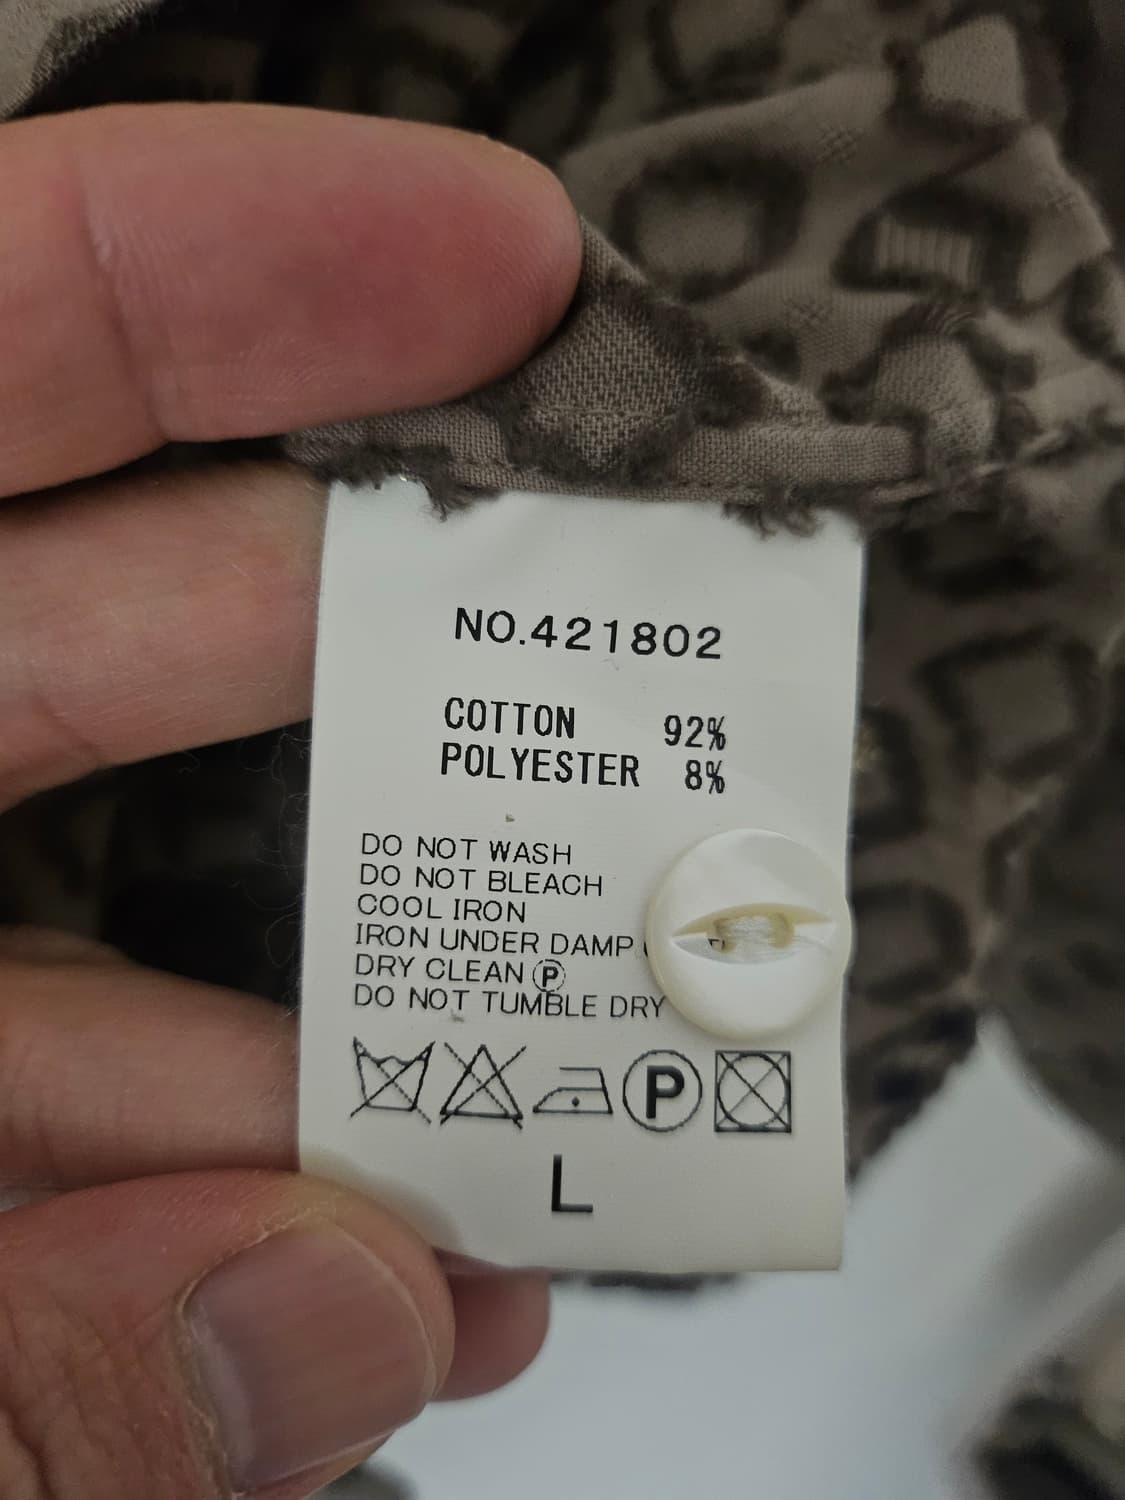 NO.421802
COTTON 92%
POLYESTER 8%
DO NOT WASH
DO NOT BLEACH
COOL IRON
IRON UNDER DAMP
DRY CLEAN Ⓟ
DO NOT TUMBLE DRY
P
L